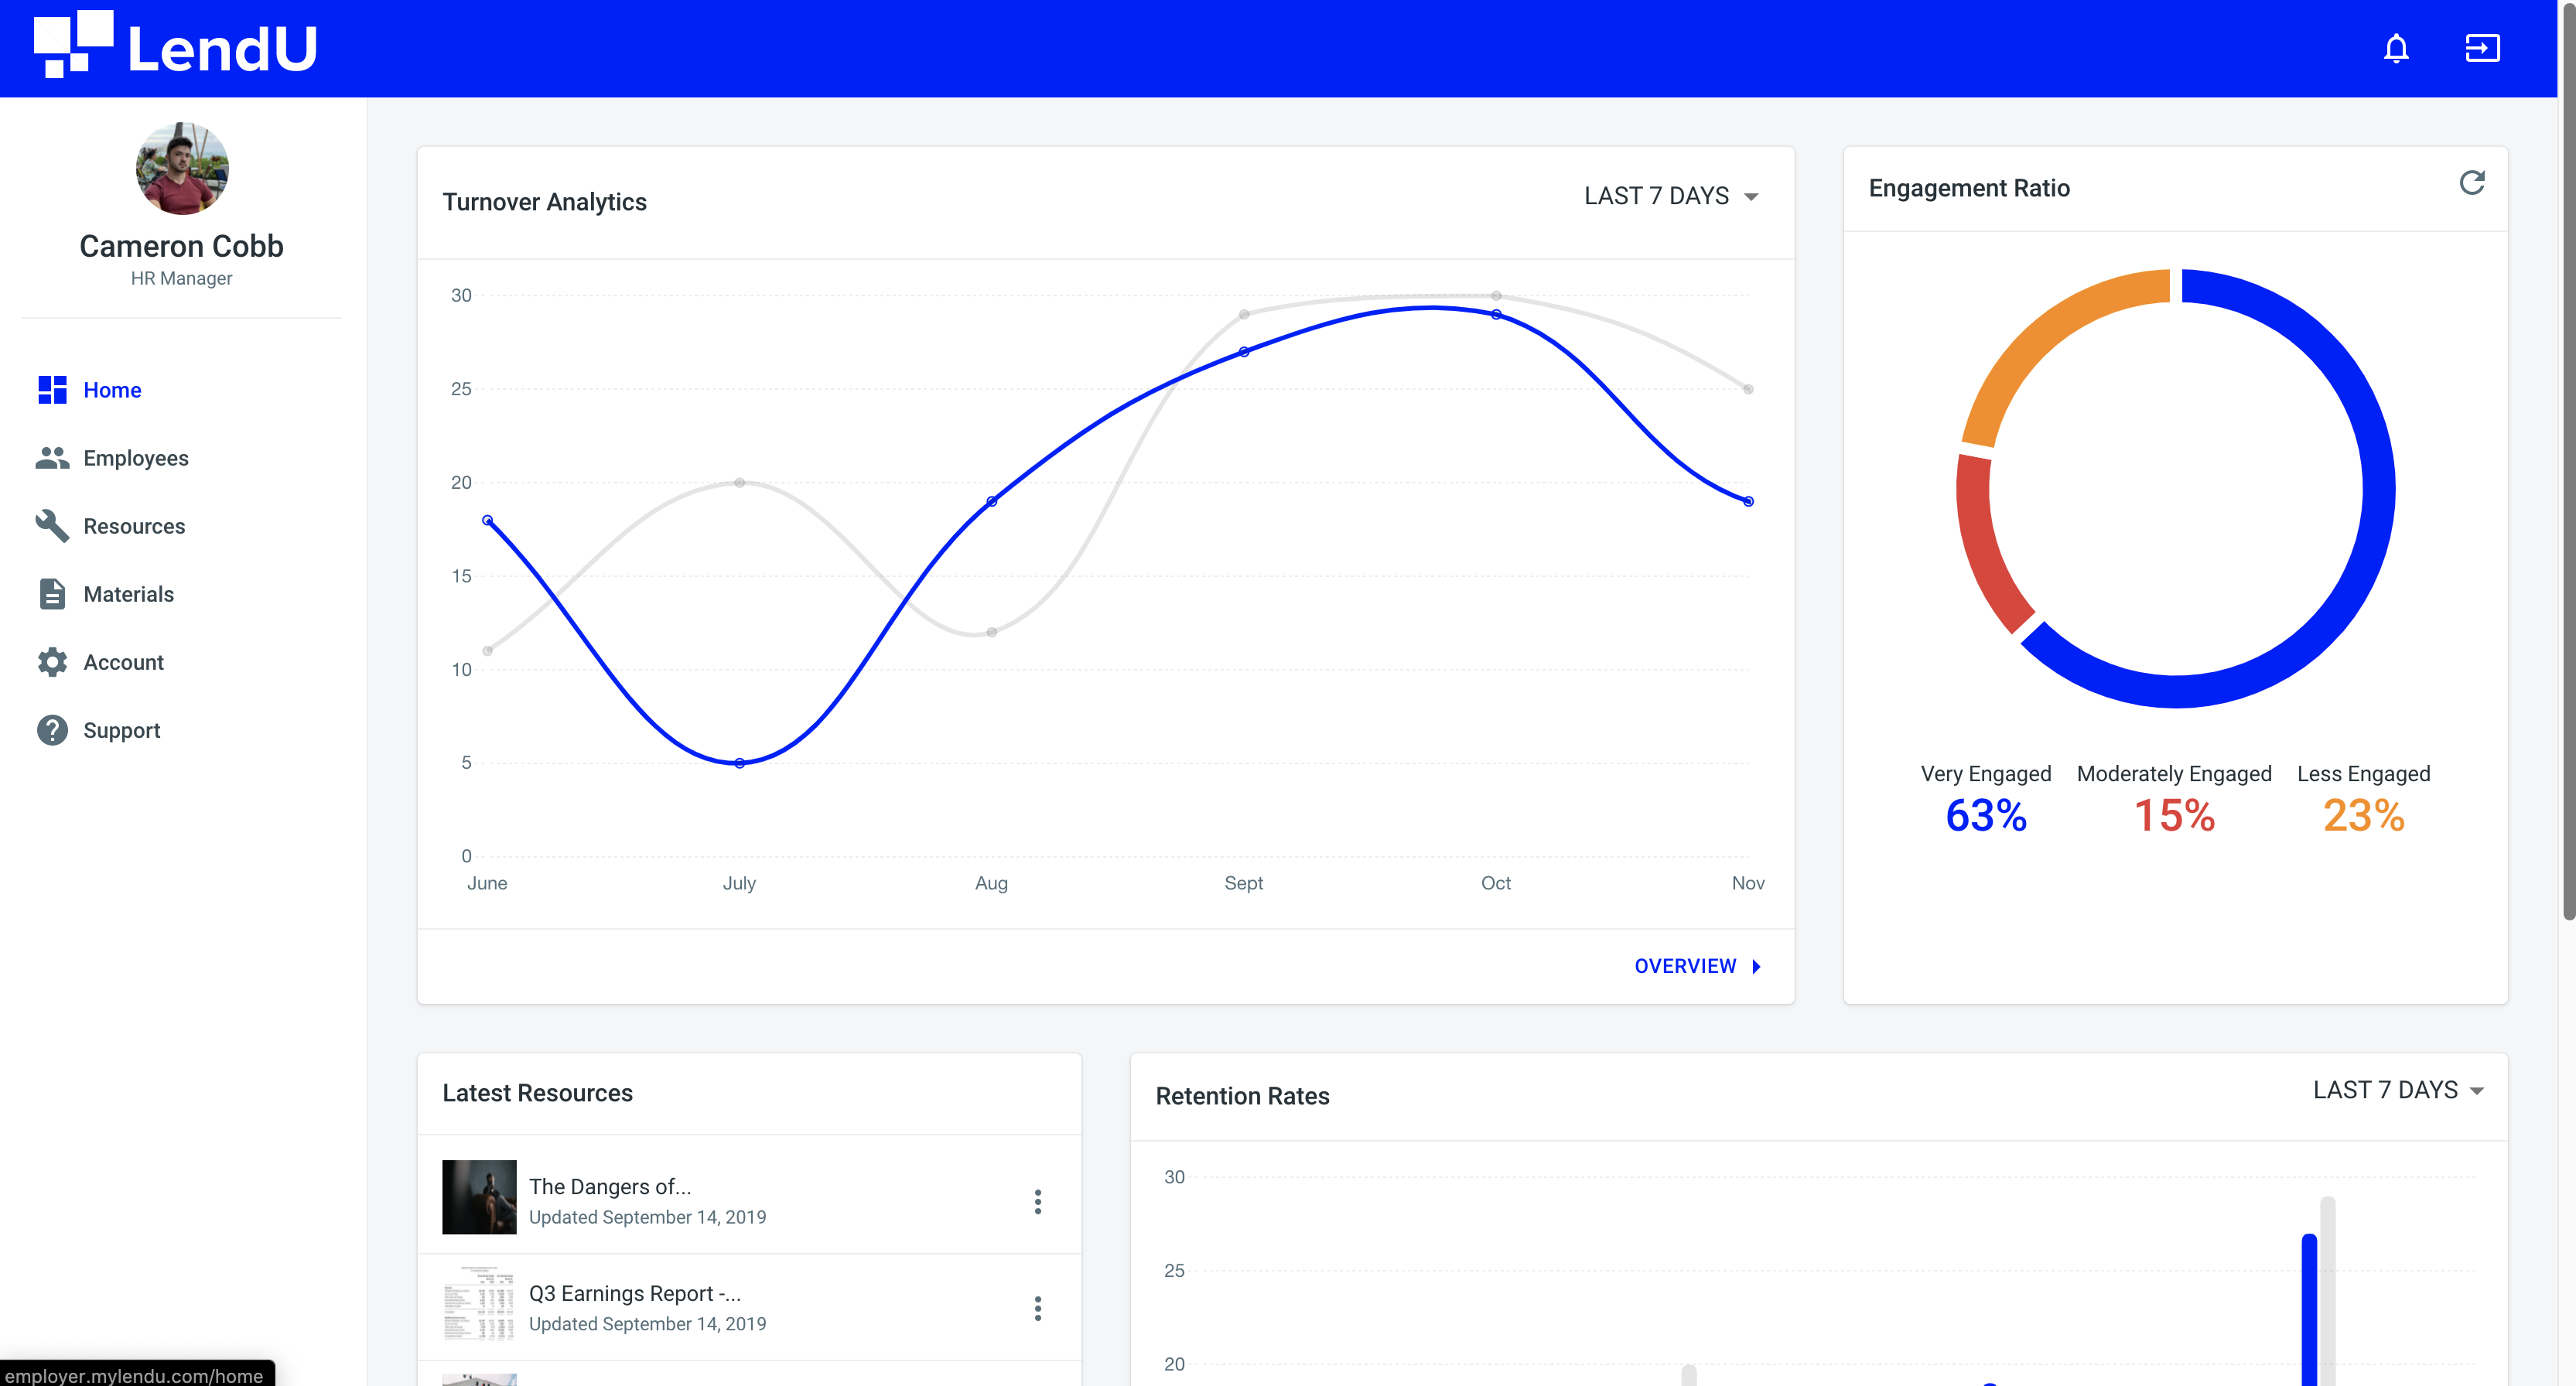 LendU
Cameron Cobb
HR Manager
Home
Employees
Resources
Materials
Account
Support
Turnover Analytics
LAST 7 DAYS
30
25
20
15
10
5
0
June July Aug Sept Oct Nov
OVERVIEW
Engagement Ratio
Very Engaged Moderately Engaged Less Engaged
63% 15% 23%
Latest Resources
The Dangers of...
Updated September 14, 2019
Q3 Earnings Report -...
Updated September 14, 2019
Retention Rates
LAST 7 DAYS
30
25
20
employer.mylendu.com/home